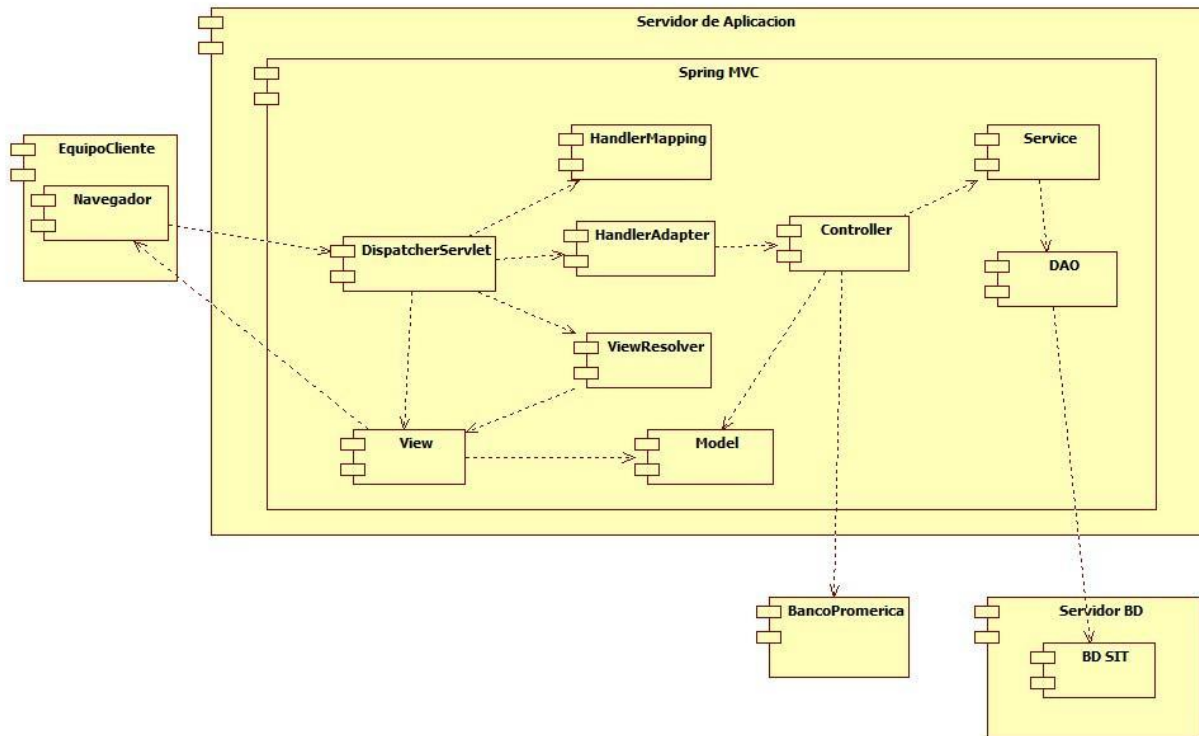 Servidor de Aplicacion
Spring MVC
EquipoCliente
Navegador
HandlerMapping
Service
DispatcherServlet
HandlerAdapter
Controller
DAO
ViewResolver
View
Model
BancoPromerica
Servidor BD
BD SIT